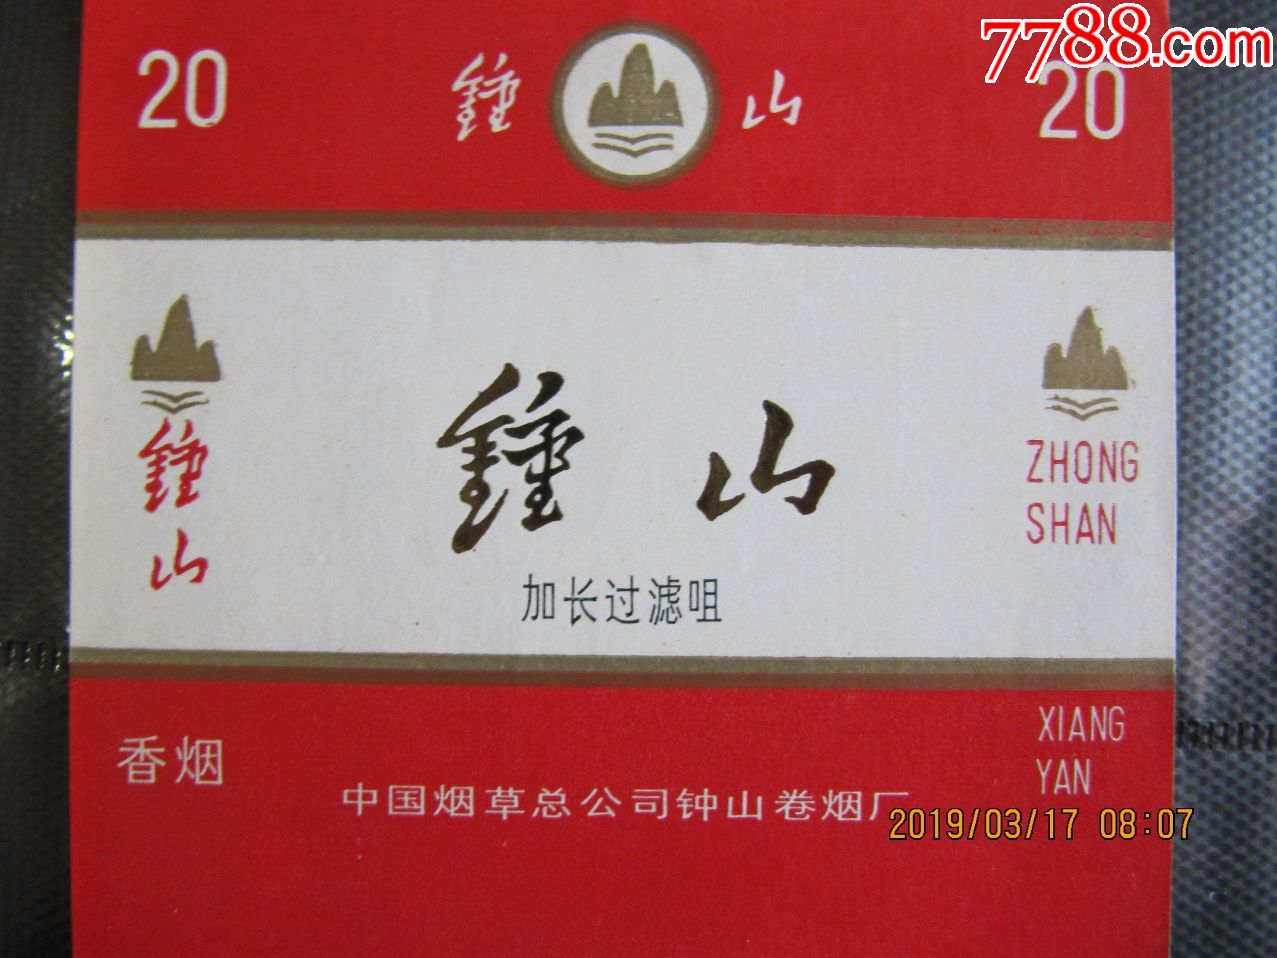 7788.com
20 鍾 山 20
鍾 山
鍾
山
ZHONG
SHAN
加长过滤咀
香烟
XIANG
YAN
中国烟草总公司钟山卷烟厂
2019/03/17 08:07